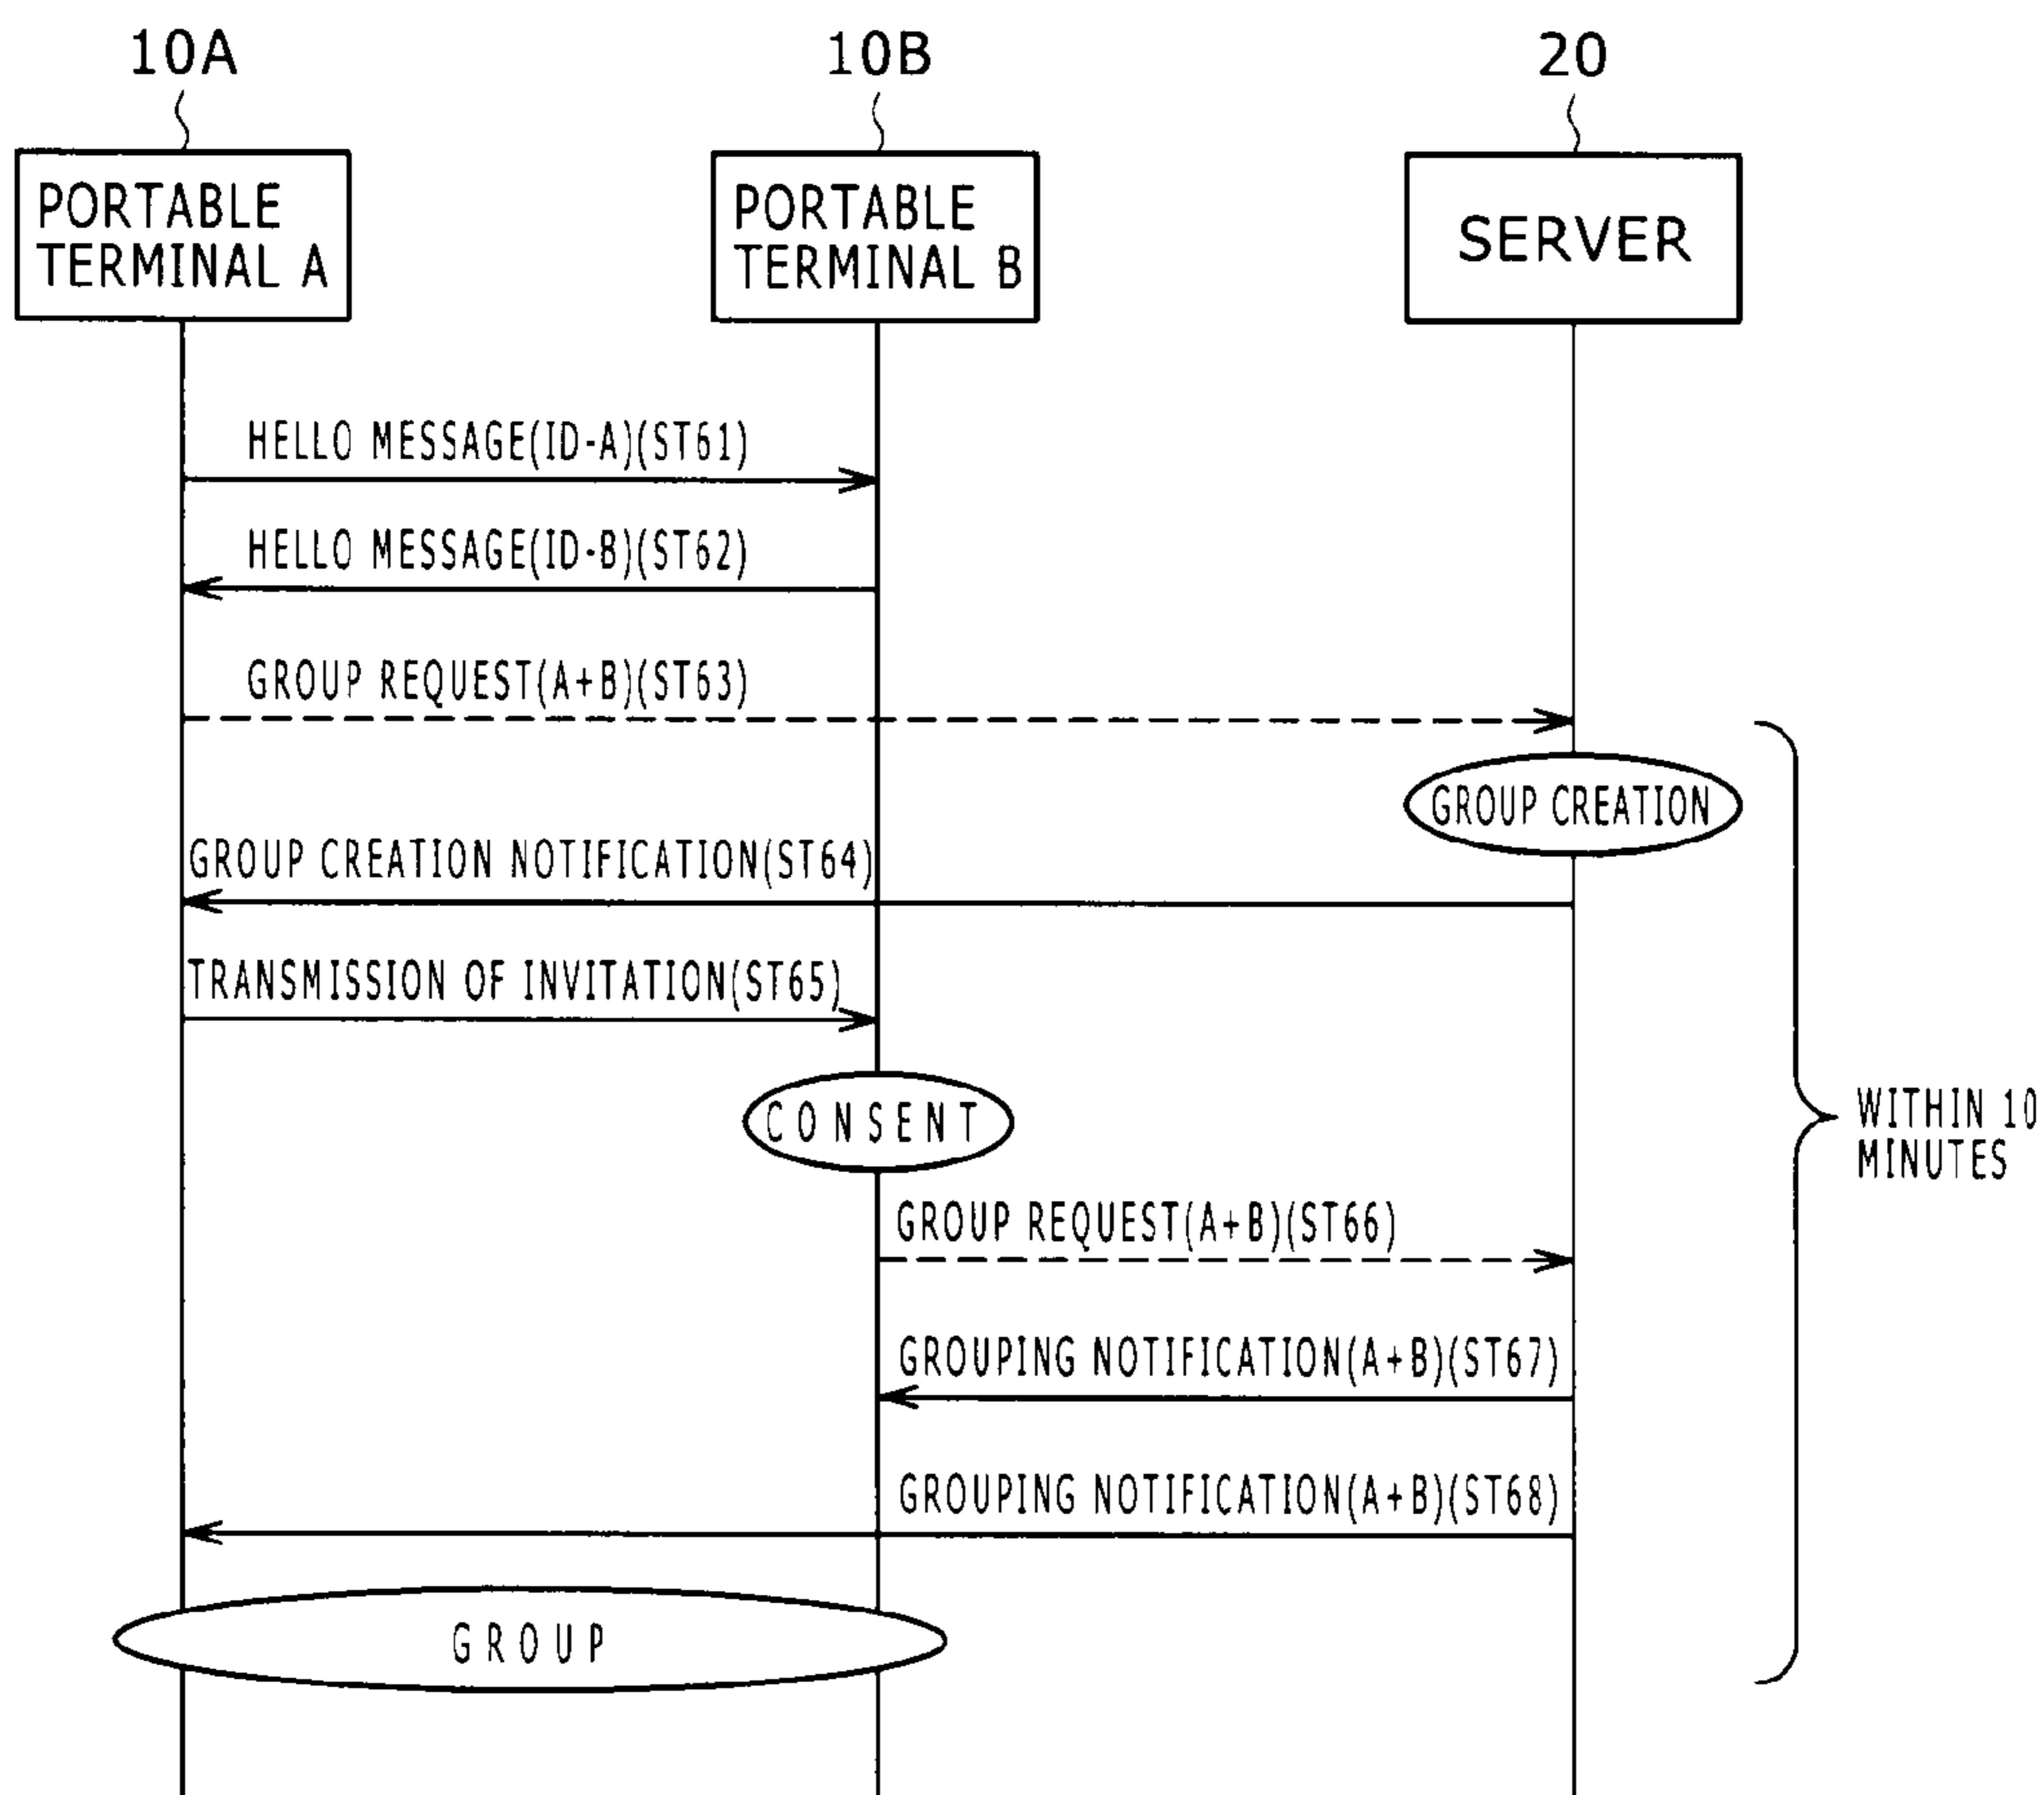 10A
10B
20
PORTABLE
TERMINAL A
PORTABLE
TERMINAL B
SERVER
HELLO MESSAGE(ID-A)(ST61)
HELLO MESSAGE(ID-B)(ST62)
GROUP REQUEST(A+B)(ST63)
GROUP CREATION
GROUP CREATION NOTIFICATION(ST64)
TRANSMISSION OF INVITATION(ST65)
WITHIN 10
MINUTES
CONSENT
GROUP REQUEST(A+B)(ST66)
GROUPING NOTIFICATION(A+B)(ST67)
GROUPING NOTIFICATION(A+B)(ST68)
GROUP